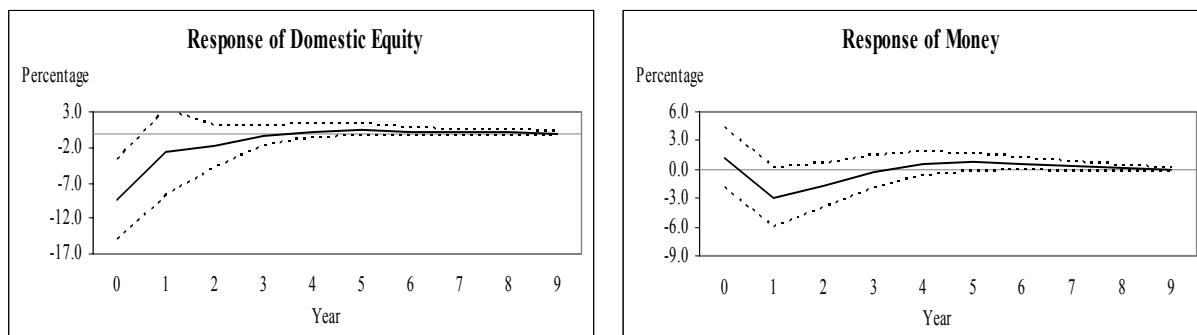 Response of Domestic Equity
Percentage
3.0
-2.0
-7.0
-12.0
-17.0
0 1 2 3 4 5 6 7 8 9
Year
Response of Money
Percentage
6.0
3.0
0.0
-3.0
-6.0
-9.0
0 1 2 3 4 5 6 7 8 9
Year